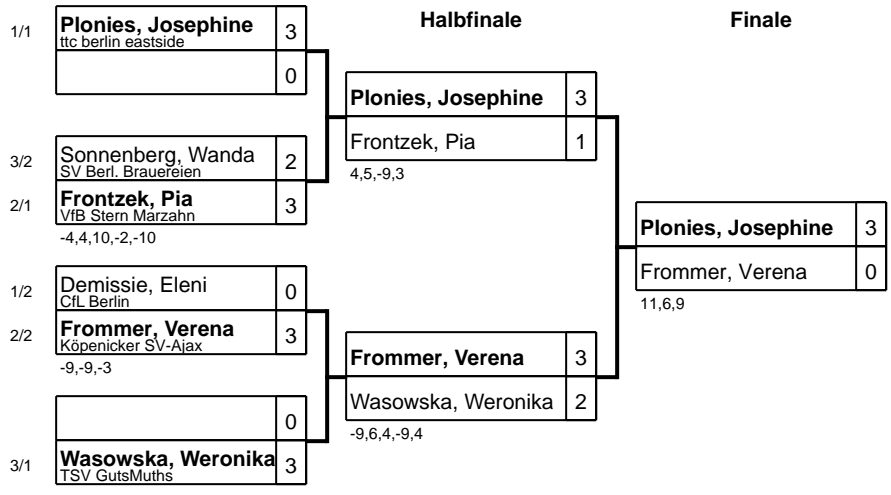 Halbfinale
Finale
1/1 Plonies, Josephine 3
ttc berlin eastside
0
3/2 Sonnenberg, Wanda 2
SV Berl. Brauereien
2/1 Frontzek, Pia 3
VfB Stern Marzahn
-4,4,10,-2,-10
1/2 Demissie, Eleni 0
CfL Berlin
2/2 Frommer, Verena 3
Köpenicker SV-Ajax
-9,-9,-3
0
3/1 Wasowska, Weronika 3
TSV GutsMuths
Plonies, Josephine 3
Frontzek, Pia 1
4,5,-9,3
Frommer, Verena 3
Wasowska, Weronika 2
-9,6,4,-9,4
Plonies, Josephine 3
Frommer, Verena 0
11,6,9